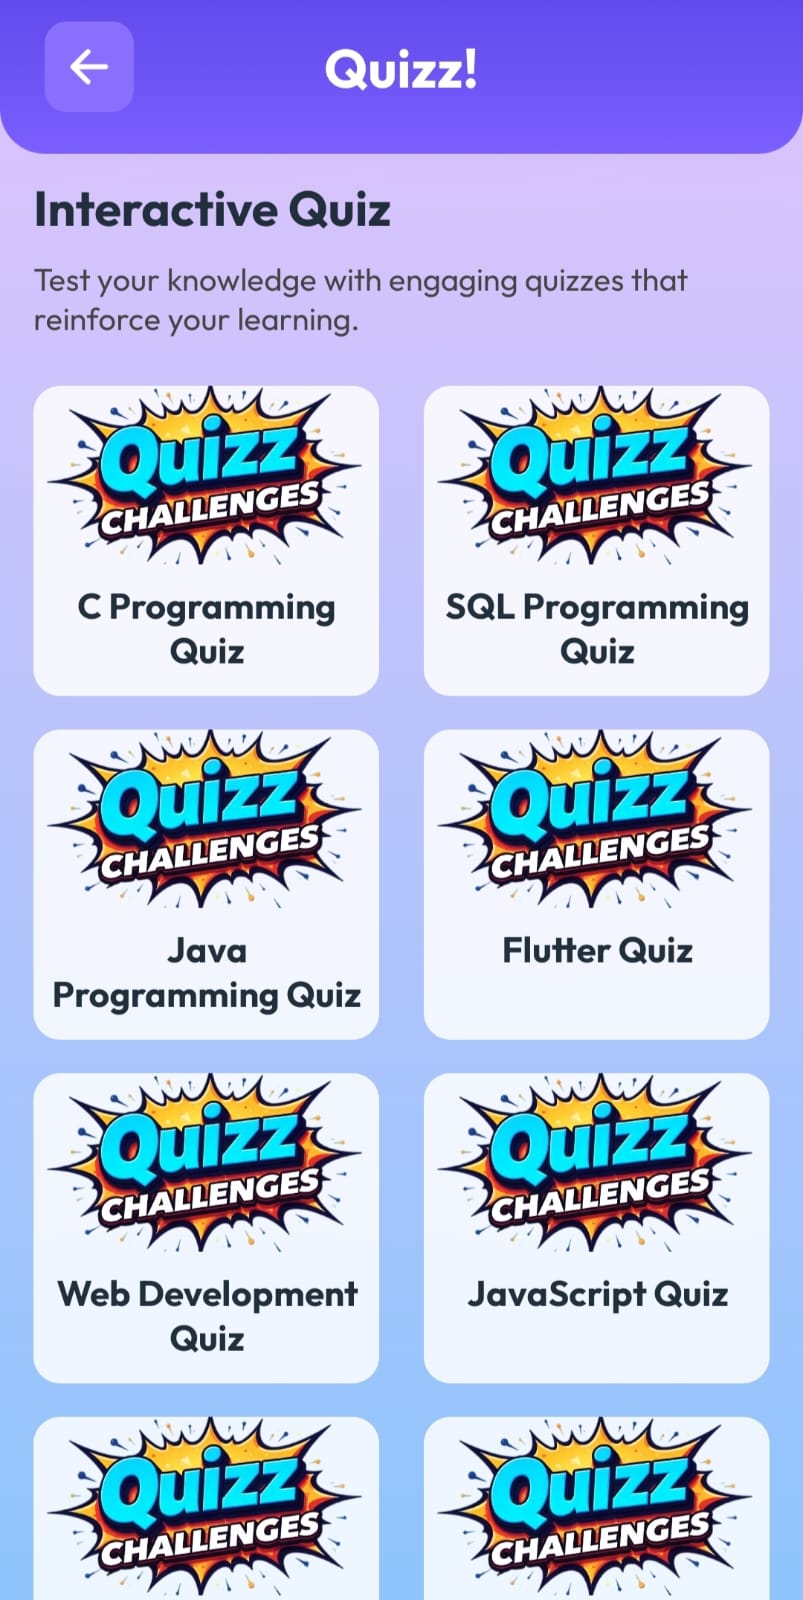 Quizz!
Interactive Quiz
Test your knowledge with engaging quizzes that
reinforce your learning.
Quizz
CHALLENGES
C Programming
Quiz
Quizz
CHALLENGES
SQL Programming
Quiz
Quizz
CHALLENGES
Java
Programming Quiz
Quizz
CHALLENGES
Flutter Quiz
Quizz
CHALLENGES
Web Development
Quiz
Quizz
CHALLENGES
JavaScript Quiz
Quizz
CHALLENGES
Quizz
CHALLENGES